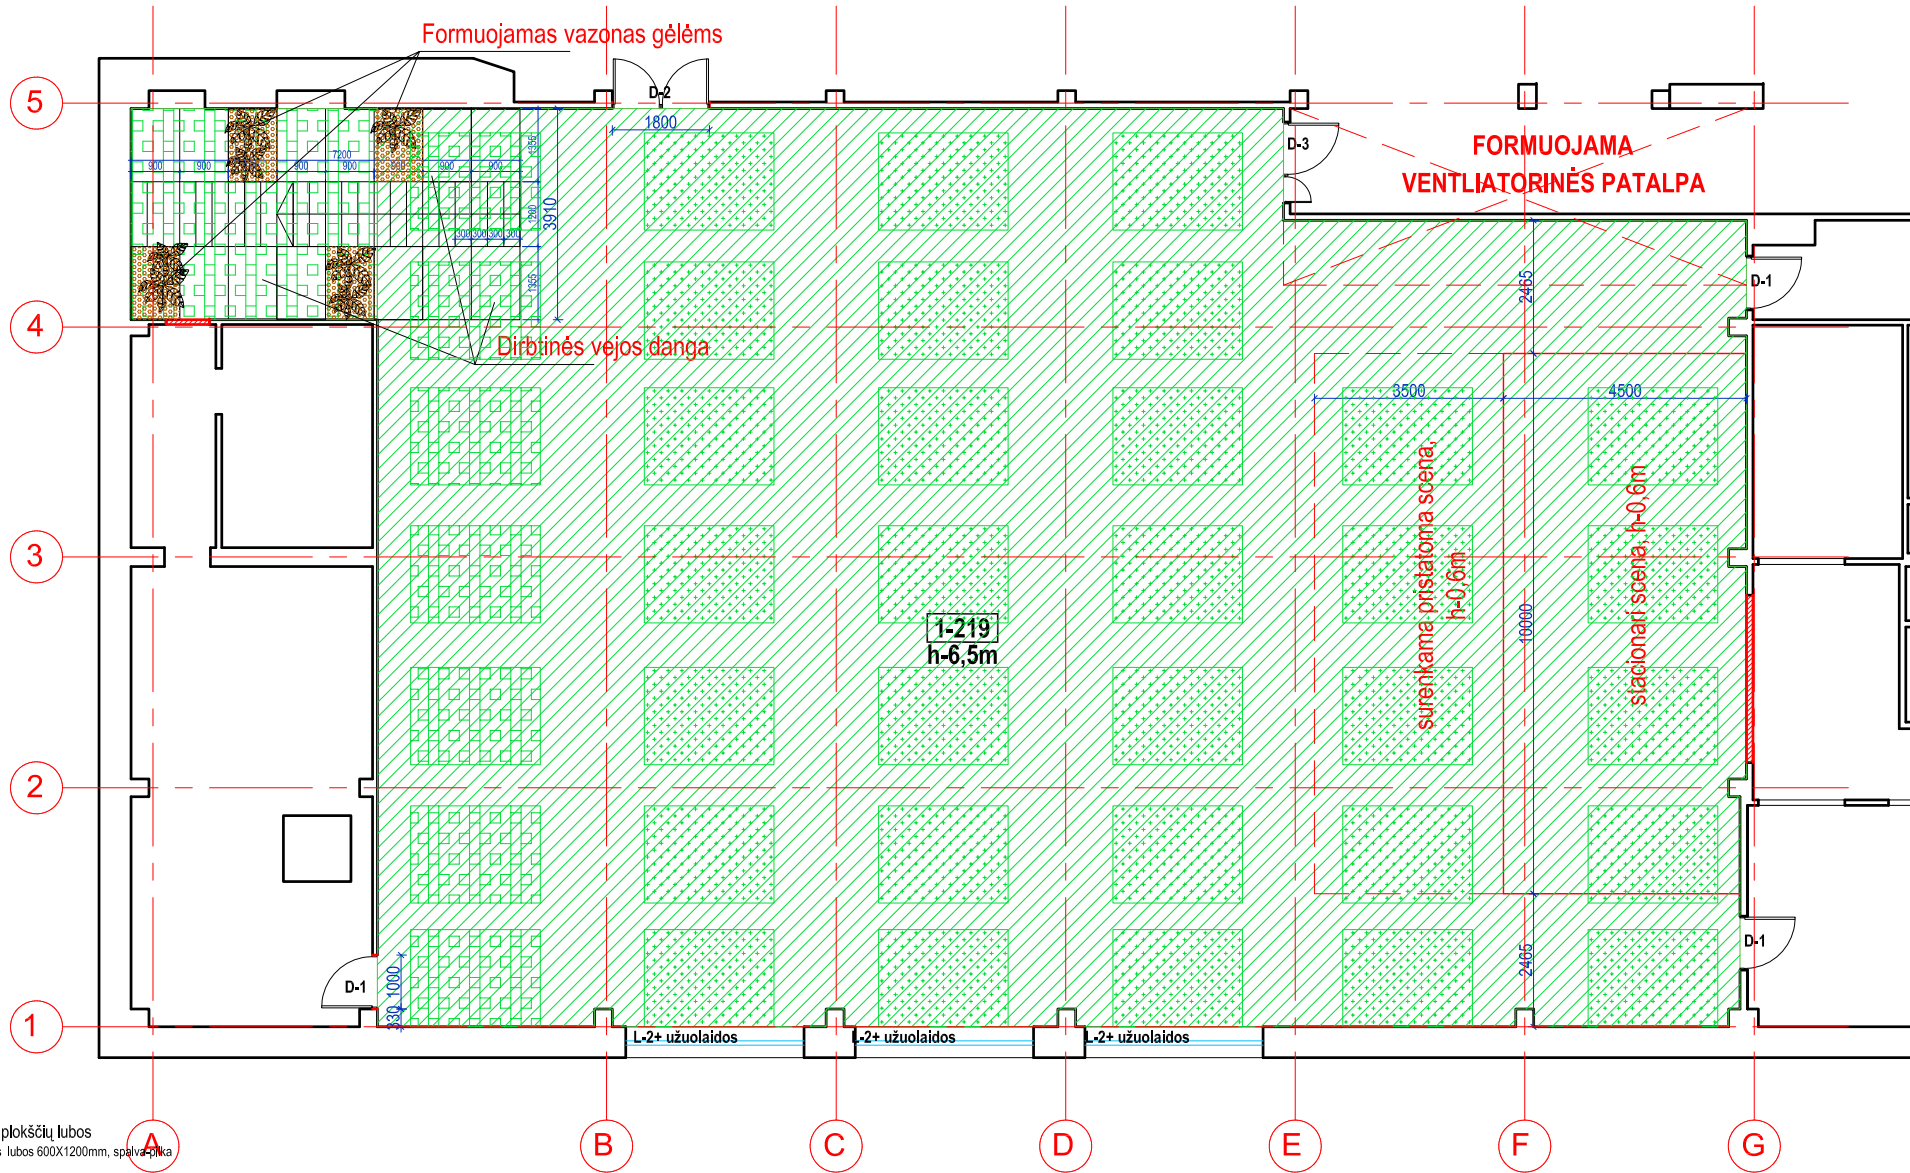 Formuojamas vazonas gėlėms
5
D-2
1800
D-3
FORMUOJAMA
VENTLIATORINĖS PATALPA
7200
900 900 900 900 900 900 900
1355
1200
3910
300 300 300 300
1355
2465
D-1
4
Dirbtinės vejos danga
3500
4500
surenkama pristatoma scena,
h-0,6m
stacionari scena, h-0,6m
3
10000
1-219
h-6,5m
2
D-1
1000
330
2465
D-1
1
L-2+ užuolaidos
L-2+ užuolaidos
L-2+ užuolaidos
plokščių lubos
lubos 600X1200mm, spalva-pilka
A
B
C
D
E
F
G